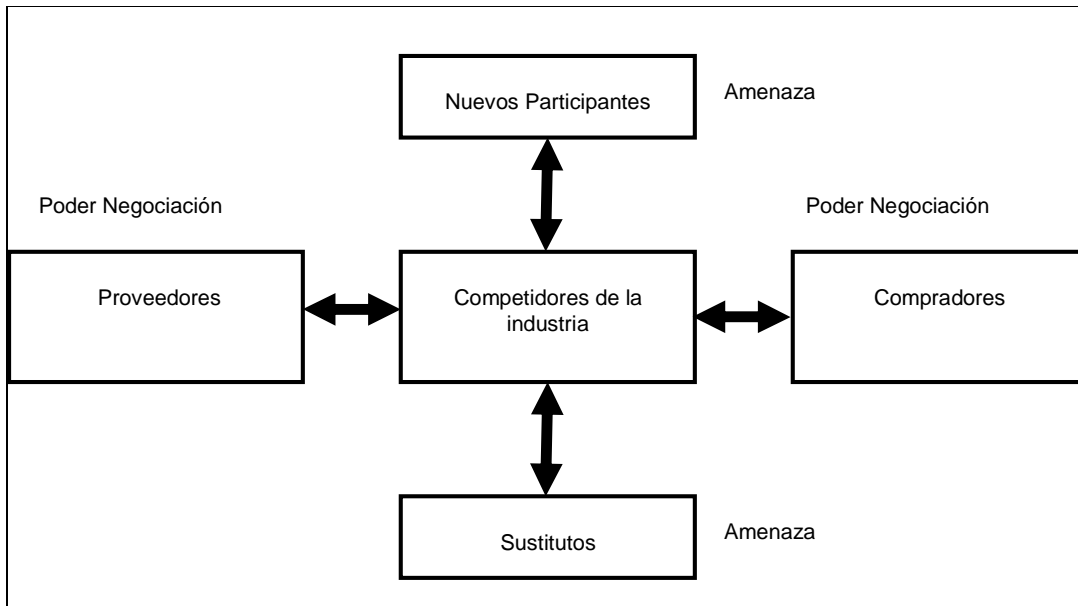 Nuevos Participantes
Amenaza
Poder Negociación
Poder Negociación
Proveedores
Competidores de la
industria
Compradores
Sustitutos
Amenaza